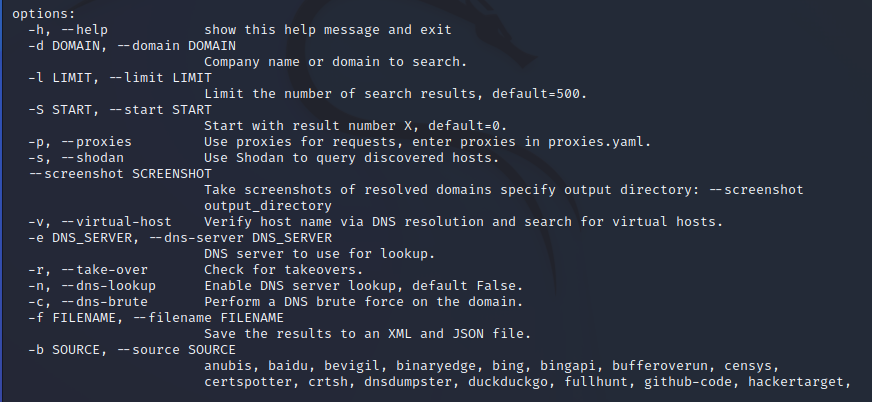 options:
-h, --help show this help message and exit
-d DOMAIN, --domain DOMAIN
Company name or domain to search.
-l LIMIT, --limit LIMIT
Limit the number of search results, default=500.
-S START, --start START
Start with result number X, default=0.
-p, --proxies Use proxies for requests, enter proxies in proxies.yaml.
-s, --shodan Use Shodan to query discovered hosts.
--screenshot SCREENSHOT
Take screenshots of resolved domains specify output directory: --screenshot
output_directory
-v, --virtual-host Verify host name via DNS resolution and search for virtual hosts.
-e DNS_SERVER, --dns-server DNS_SERVER
DNS server to use for lookup.
-r, --take-over Check for takeovers.
-n, --dns-lookup Enable DNS server lookup, default False.
-c, --dns-brute Perform a DNS brute force on the domain.
-f FILENAME, --filename FILENAME
Save the results to an XML and JSON file.
-b SOURCE, --source SOURCE
anubis, baidu, bevigil, binaryedge, bing, bingapi, bufferoverun, censys,
certspotter, crtsh, dnsdumpster, duckduckgo, fullhunt, github-code, hackertarget,